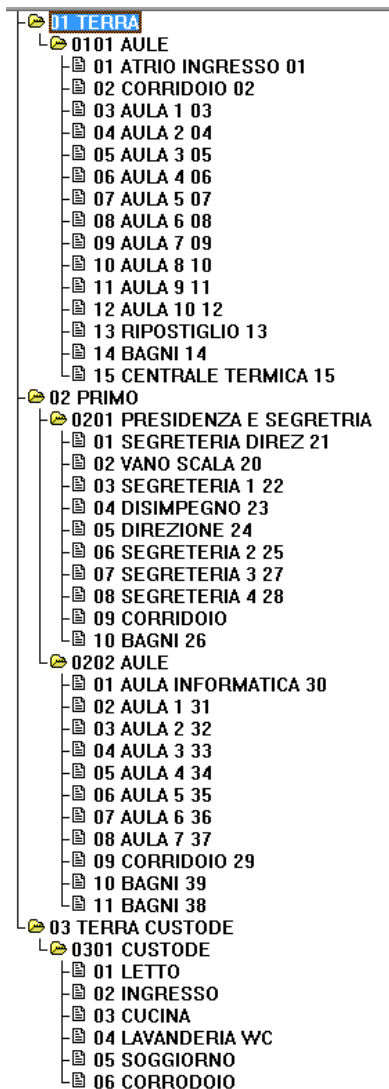 01 TERRA
0101 AULE
01 ATRIO INGRESSO 01
02 CORRIDOIO 02
03 AULA 1 03
04 AULA 2 04
05 AULA 3 05
06 AULA 4 06
07 AULA 5 07
08 AULA 6 08
09 AULA 7 09
10 AULA 8 10
11 AULA 9 11
12 AULA 10 12
13 RIPOSTIGLIO 13
14 BAGNI 14
15 CENTRALE TERMICA 15
02 PRIMO
0201 PRESIDENZA E SEGRETRIA
01 SEGRETERIA DIREZ 21
02 VANO SCALA 20
03 SEGRETERIA 1 22
04 DISIMPEGNO 23
05 DIREZIONE 24
06 SEGRETERIA 2 25
07 SEGRETERIA 3 27
08 SEGRETERIA 4 28
09 CORRIDOIO
10 BAGNI 26
0202 AULE
01 AULA INFORMATICA 30
02 AULA 1 31
03 AULA 2 32
04 AULA 3 33
05 AULA 4 34
06 AULA 5 35
07 AULA 6 36
08 AULA 7 37
09 CORRIDOIO 29
10 BAGNI 39
11 BAGNI 38
03 TERRA CUSTODE
0301 CUSTODE
01 LETTO
02 INGRESSO
03 CUCINA
04 LAVANDERIA WC
05 SOGGIORNO
06 CORRODOIO